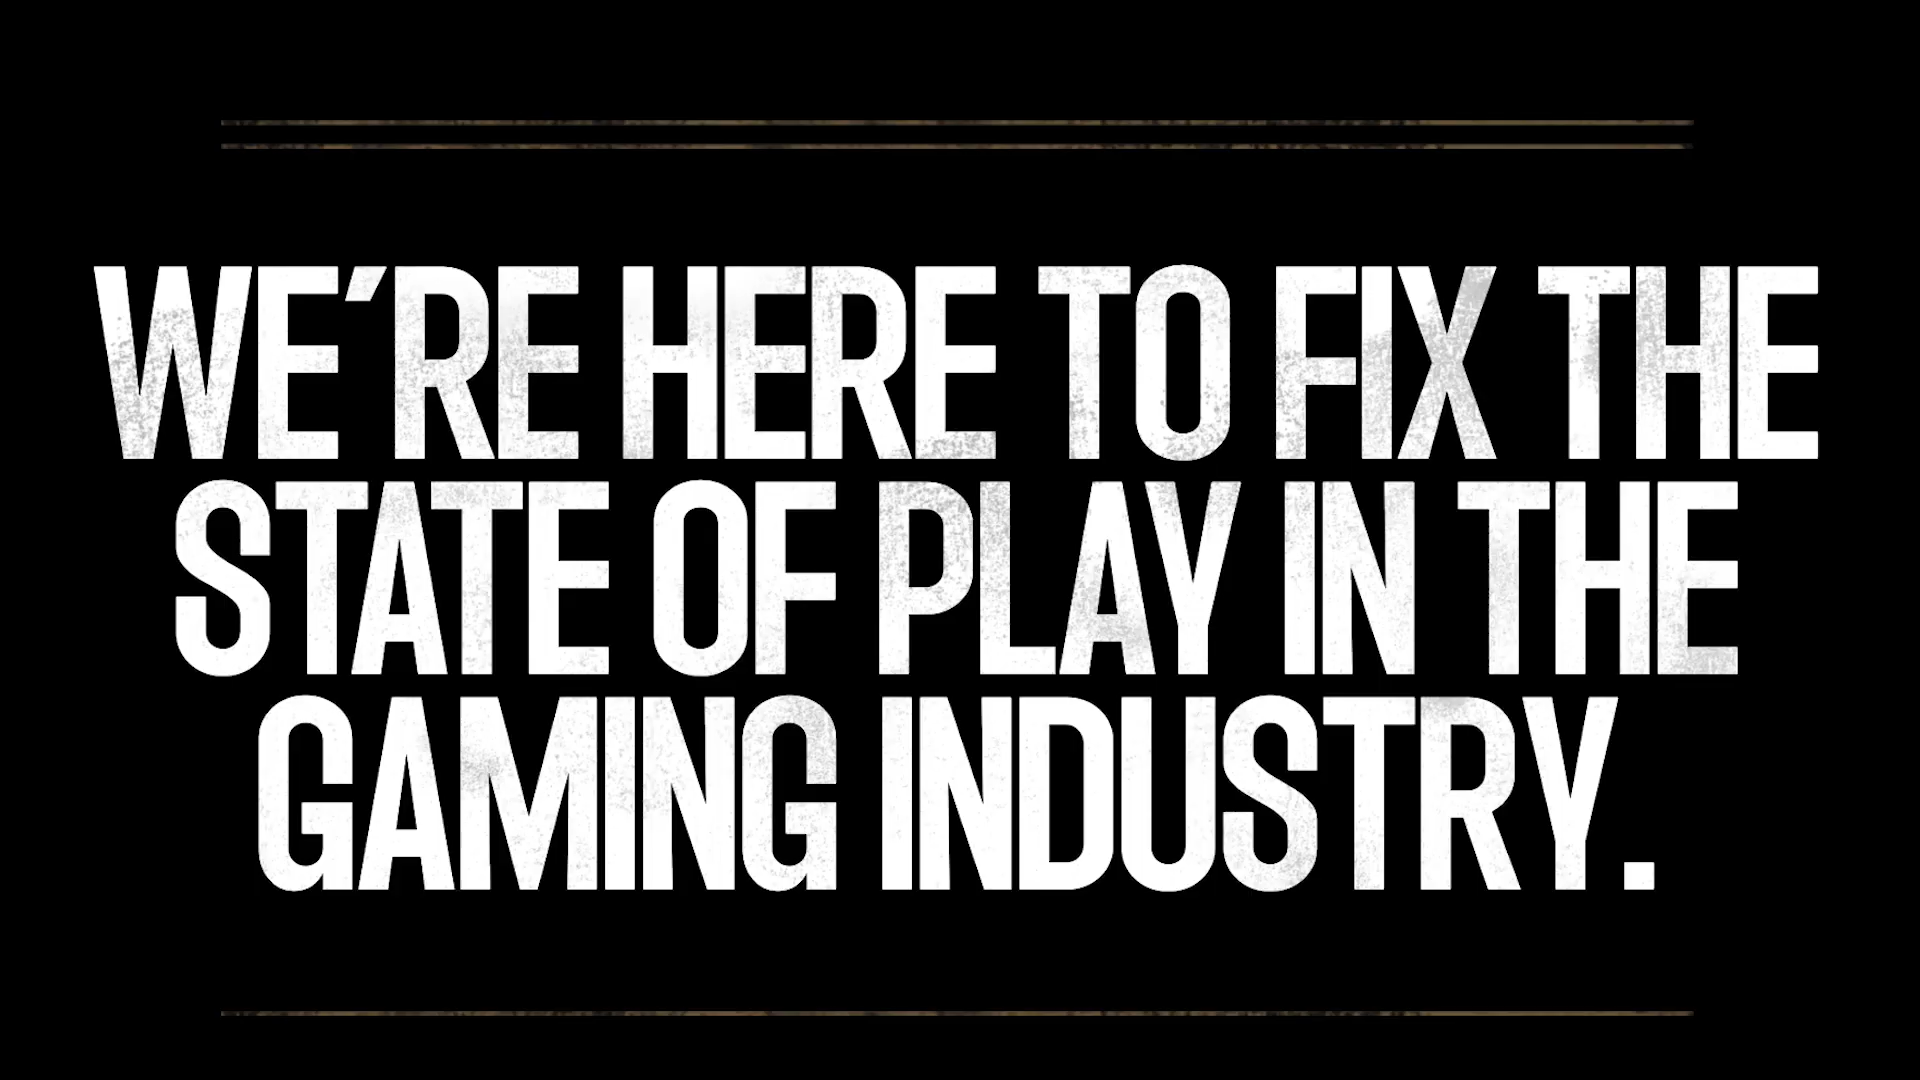 WE'RE HERE TO FIX THE
STATE OF PLAY IN THE
GAMING INDUSTRY.